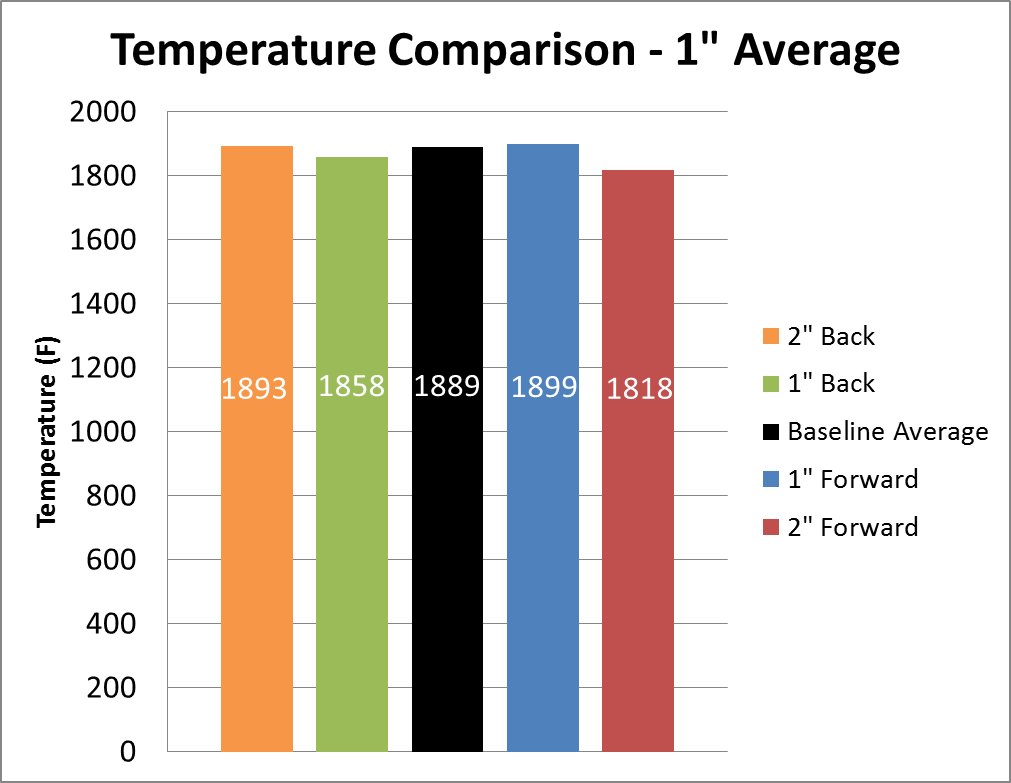 Temperature Comparison - 1" Average
2000
1800
1600
1400
1200
1000
800
600
400
200
0
Temperature (F)
1893
1858
1889
1899
1818
2" Back
1" Back
Baseline Average
1" Forward
2" Forward